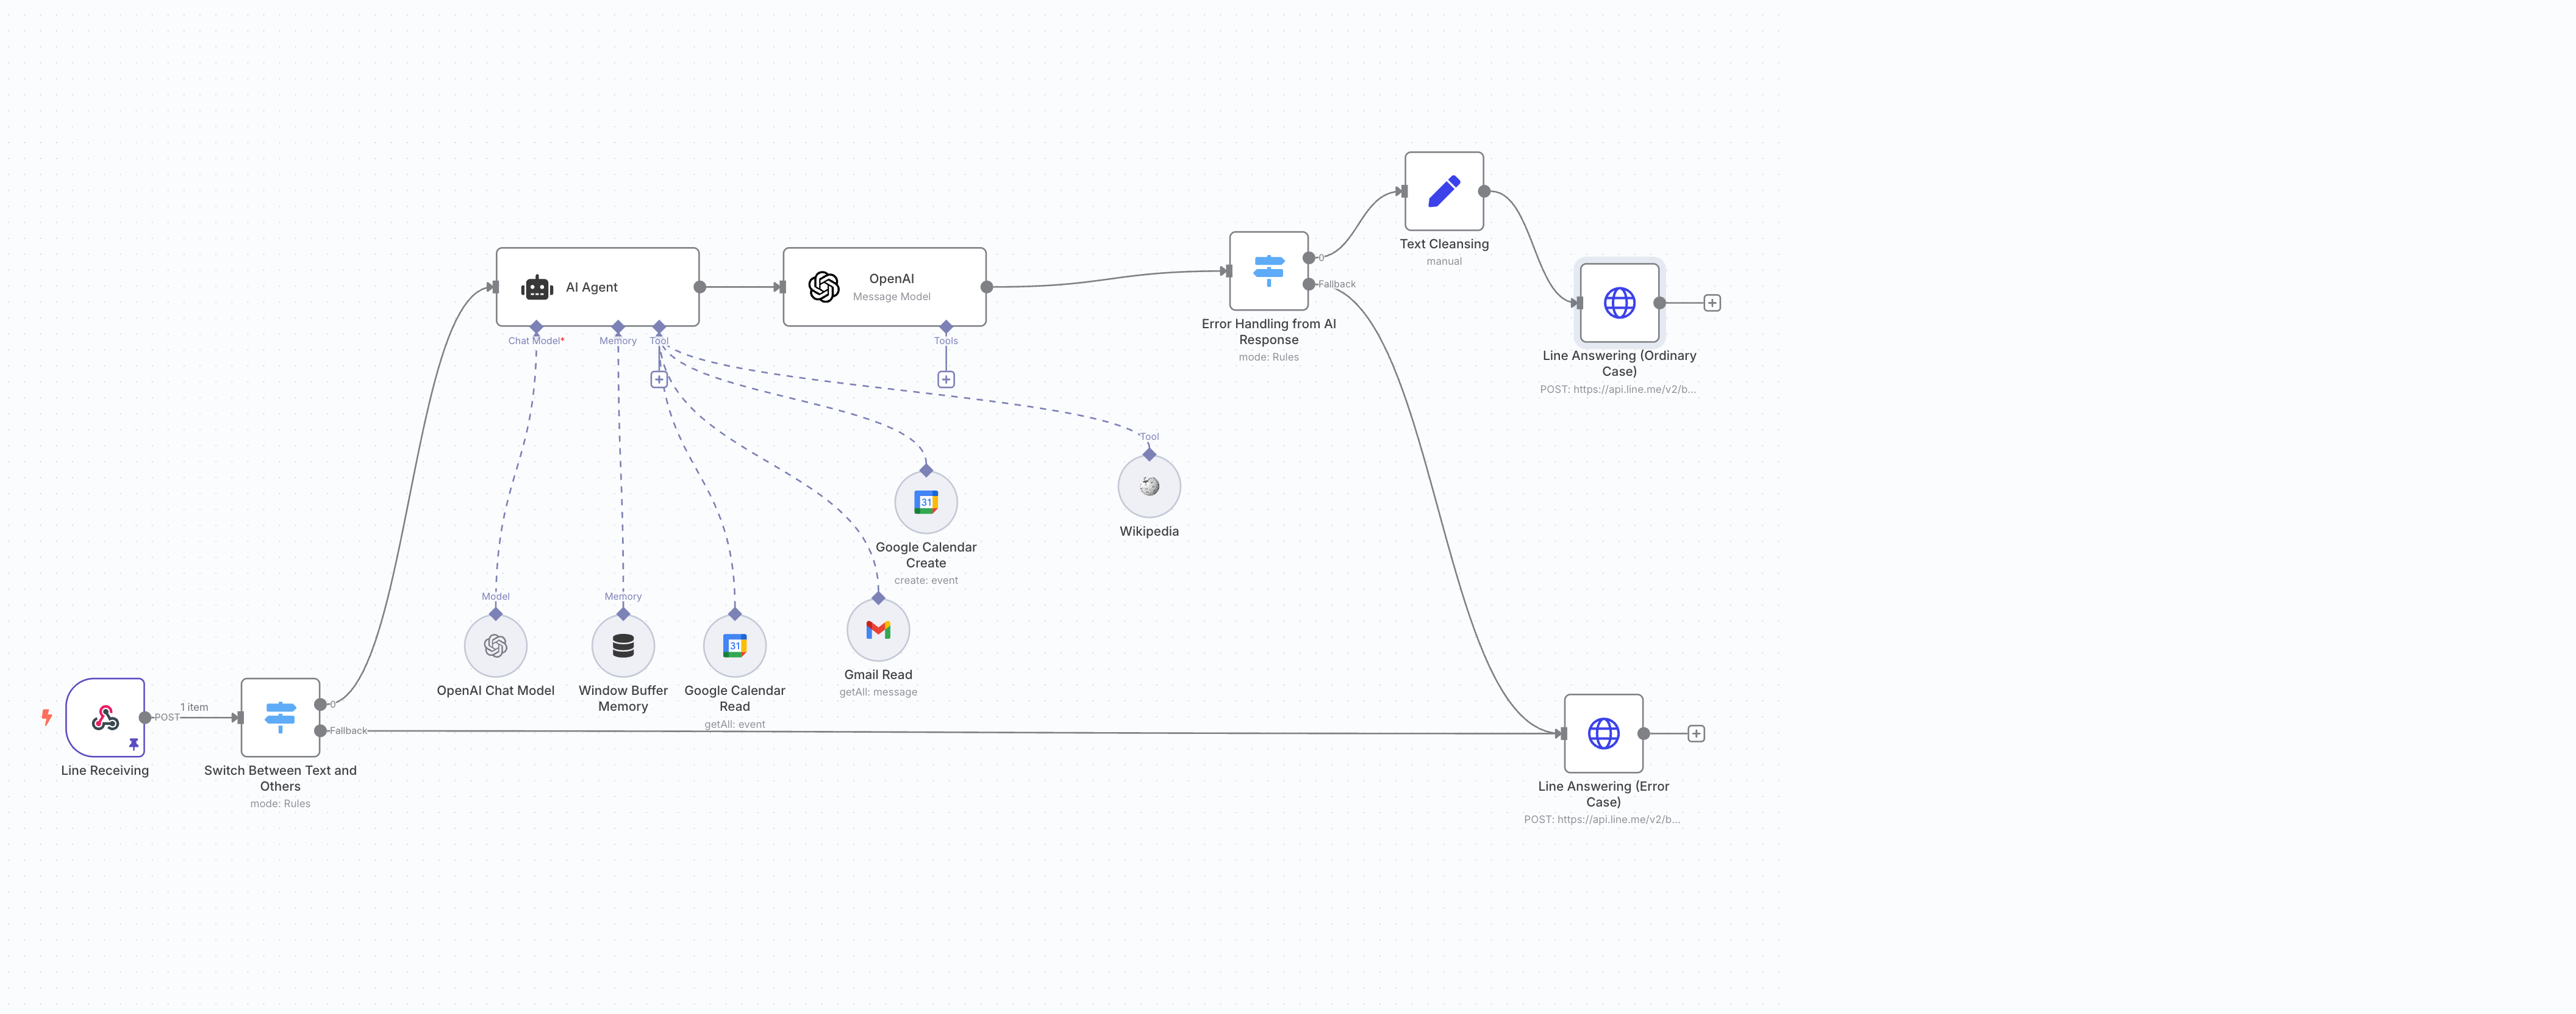 Text Cleansing
manual
AI Agent
OpenAI
Message Model
0
Fallback
Chat Model*
Memory
Tool
Tools
Error Handling from AI
Response
mode: Rules
Line Answering (Ordinary
Case)
POST: https://api.line.me/v2/b...
Tool
Wikipedia
31
Google Calendar
Create
create: event
Model
Memory
31
OpenAI Chat Model
Window Buffer
Memory
Google Calendar
Read
getAll: event
Gmail Read
getAll: message
POST
1 item
0
Fallback
Line Receiving
Switch Between Text and
Others
mode: Rules
Line Answering (Error
Case)
POST: https://api.line.me/v2/b...